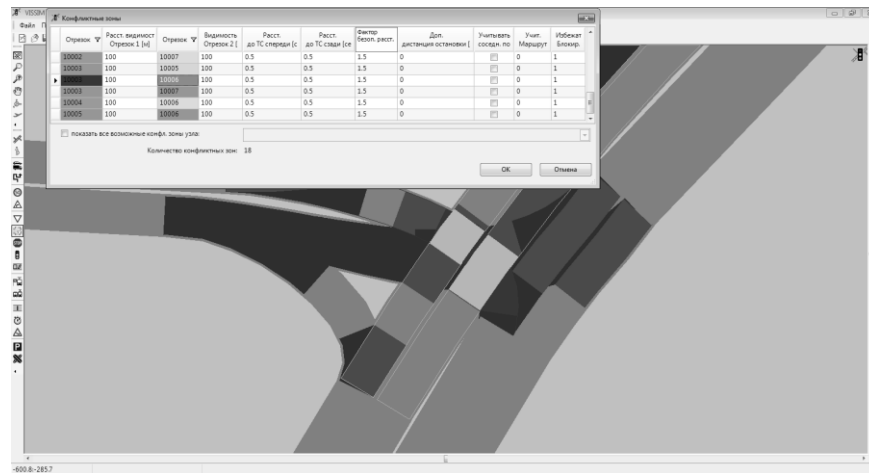 VISSIM
Файл П
Конфликтные зоны
Отрезок Расст. видимост Отрезок 1 [м] Отрезок Видимость Отрезок 2 [ Расст. до ТС спереди [с Расст. до ТС сзади [се Фактор безоп. расст. Доп. дистанция остановки [ Учитывать соседн. по Учит. Маршрут Избежат Блокир.
10002 100 10007 100 0.5 0.5 1.5 0 0 1
10003 100 10005 100 0.5 0.5 1.5 0 0 1
100 10006 100 0.5 0.5 1.5 0 0 1
10003 100 10007 100 0.5 0.5 1.5 0 0 1
10004 100 10006 100 0.5 0.5 1.5 0 0 1
10005 100 10006 100 0.5 0.5 1.5 0 0 1
показать все возможные конфл. зоны узла:
Количество конфликтных зон: 18
OK Отмена
-600.8:-285.7